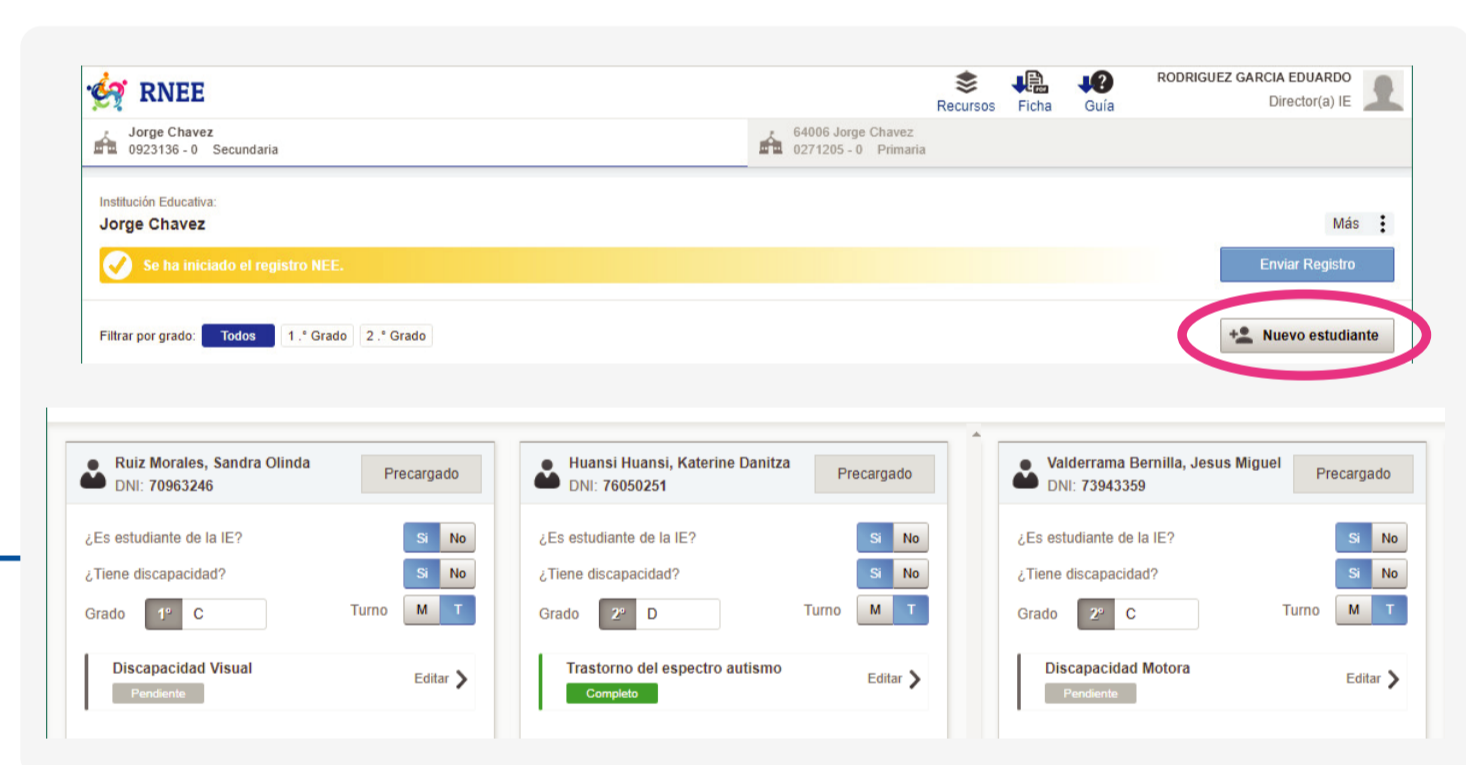 RNEE
Recursos
Ficha
Guía
RODRIGUEZ GARCIA EDUARDO
Director(a) IE
Jorge Chavez
0923136 - 0 Secundaria
64006 Jorge Chavez
0271205 - 0 Primaria
Institución Educativa:
Jorge Chavez
Más
Se ha iniciado el registro NEE.
Enviar Registro
Filtrar por grado: Todos 1 .° Grado 2 .° Grado
Nuevo estudiante
Ruiz Morales, Sandra Olinda
DNI: 70963246
Precargado
¿Es estudiante de la IE? Si No
¿Tiene discapacidad? Si No
Grado 1° C Turno M T
Discapacidad Visual
Pendiente
Editar
Huansi Huansi, Katerine Danitza
DNI: 76050251
Precargado
¿Es estudiante de la IE? Si No
¿Tiene discapacidad? Si No
Grado 2° D Turno M T
Trastorno del espectro autismo
Completo
Editar
Valderrama Bernilla, Jesus Miguel
DNI: 73943359
Precargado
¿Es estudiante de la IE? Si No
¿Tiene discapacidad? Si No
Grado 2° C Turno M T
Discapacidad Motora
Pendiente
Editar